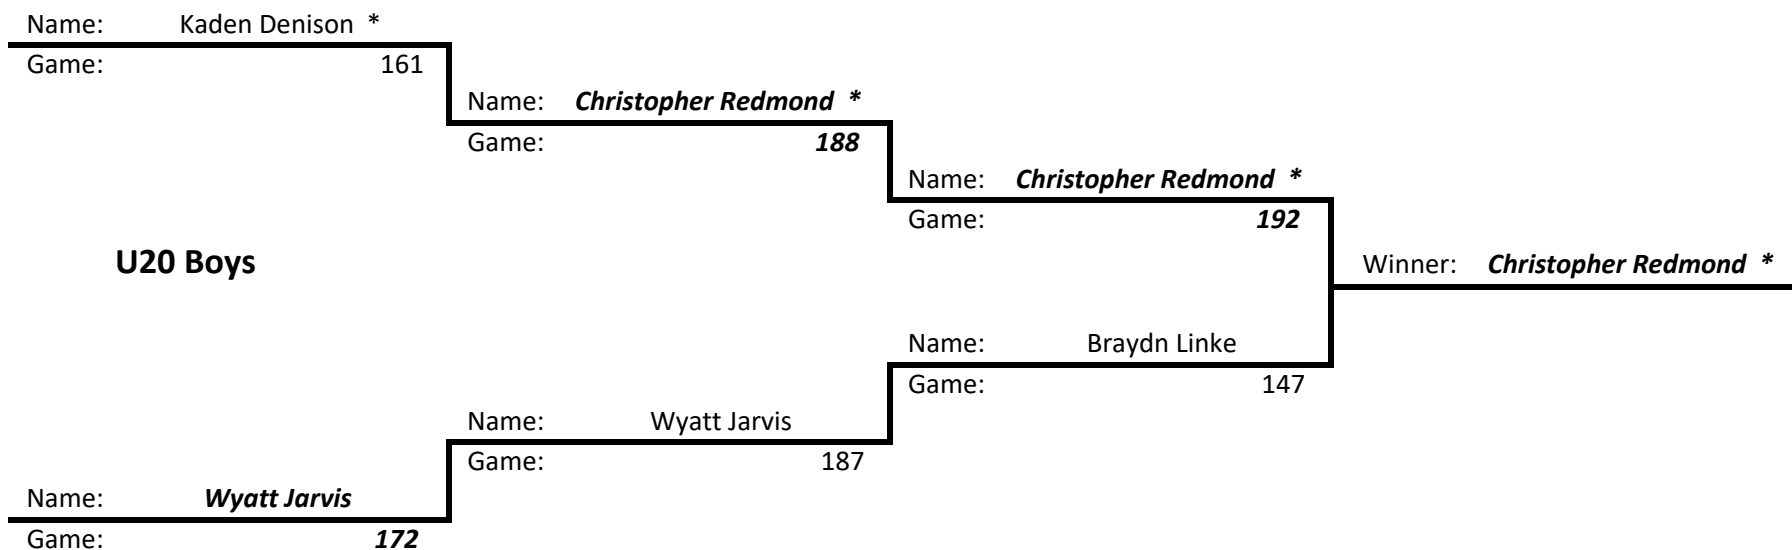 Name: Kaden Denison *
Game: 161
Name: Christopher Redmond *
Game: 188
Name: Christopher Redmond *
Game: 192
U20 Boys
Winner: Christopher Redmond *
Name: Braydn Linke
Game: 147
Name: Wyatt Jarvis
Game: 187
Name: Wyatt Jarvis
Game: 172